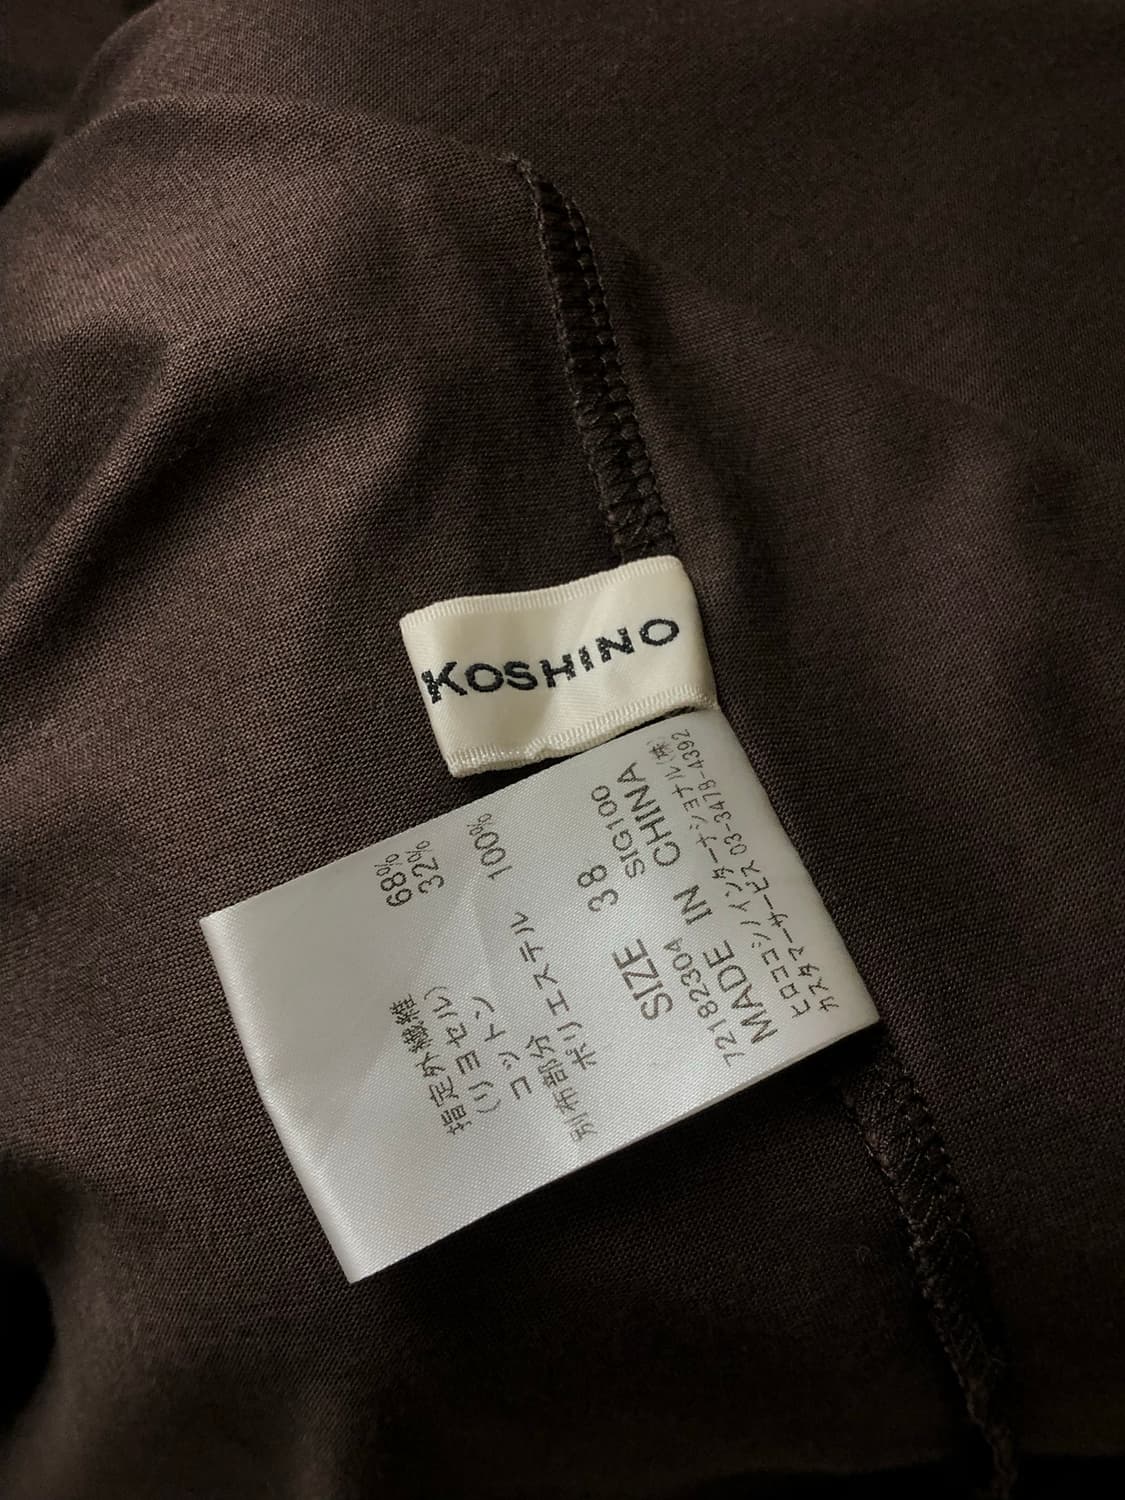 KOSHINO
指定外繊維 68%
(リヨセル)
コットン 32%
別布部分
ポリエステル 100%
SIZE 38
72182304 SIG100
MADE IN CHINA
ヒロココシノインターナショナル(株)
カスタマーサービス 03-3478-4392